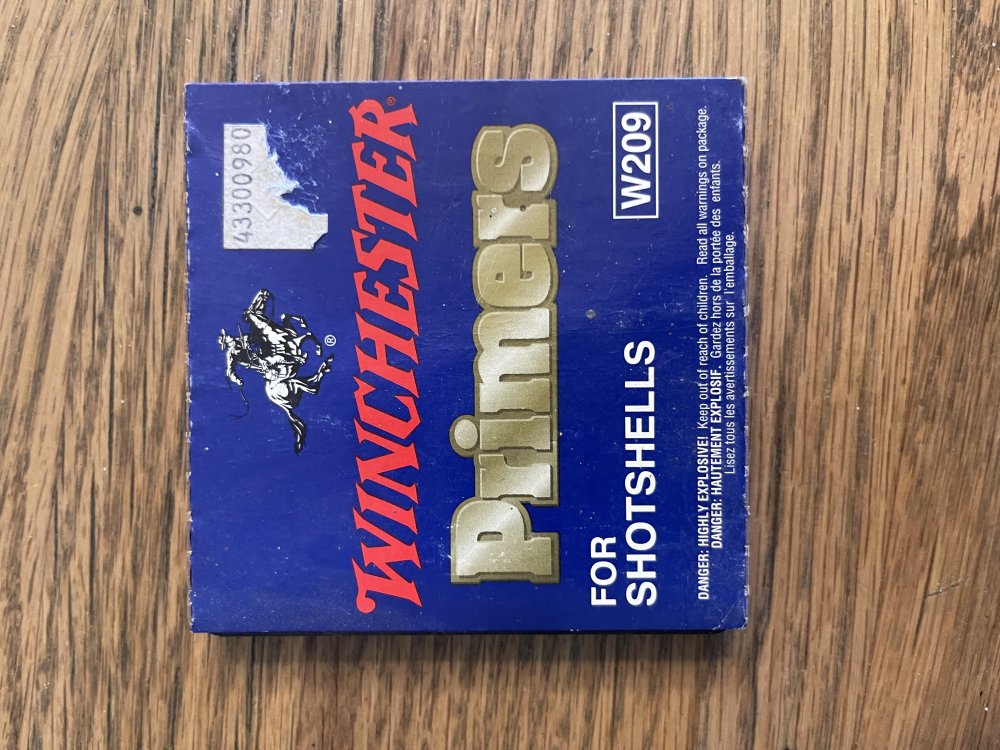 43300980
®
WINCHESTER®
Primers
FOR
SHOTSHELLS
W209
DANGER: HIGHLY EXPLOSIVE! Keep out of reach of children. Read all warnings on package.
DANGER: HAUTEMENT EXPLOSIF. Gardez hors de la portée des enfants.
Lisez tous les avertissements sur l'emballage.